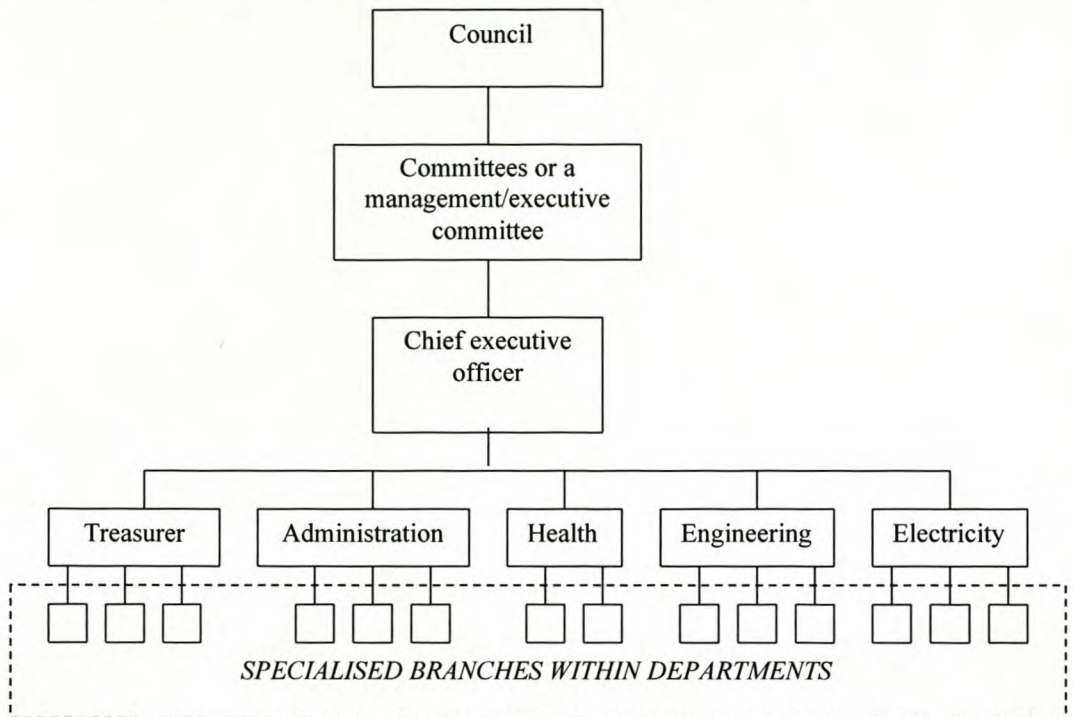 Council
Committees or a
management/executive
committee
Chief executive
officer
Treasurer
Administration
Health
Engineering
Electricity
SPECIALISED BRANCHES WITHIN DEPARTMENTS